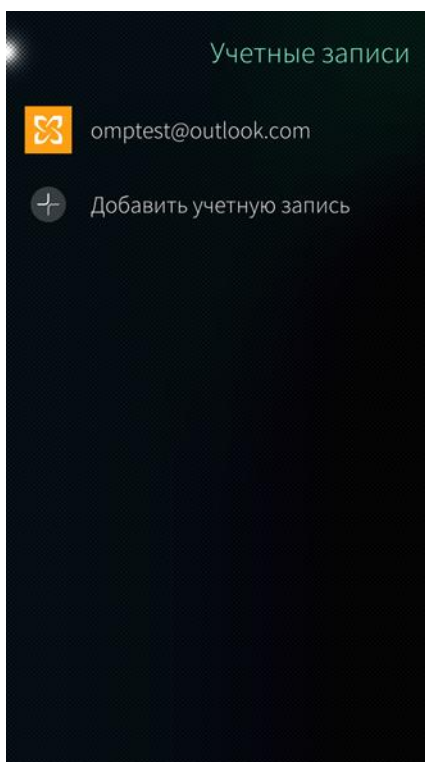 Учетные записи
omptest@outlook.com
Добавить учетную запись